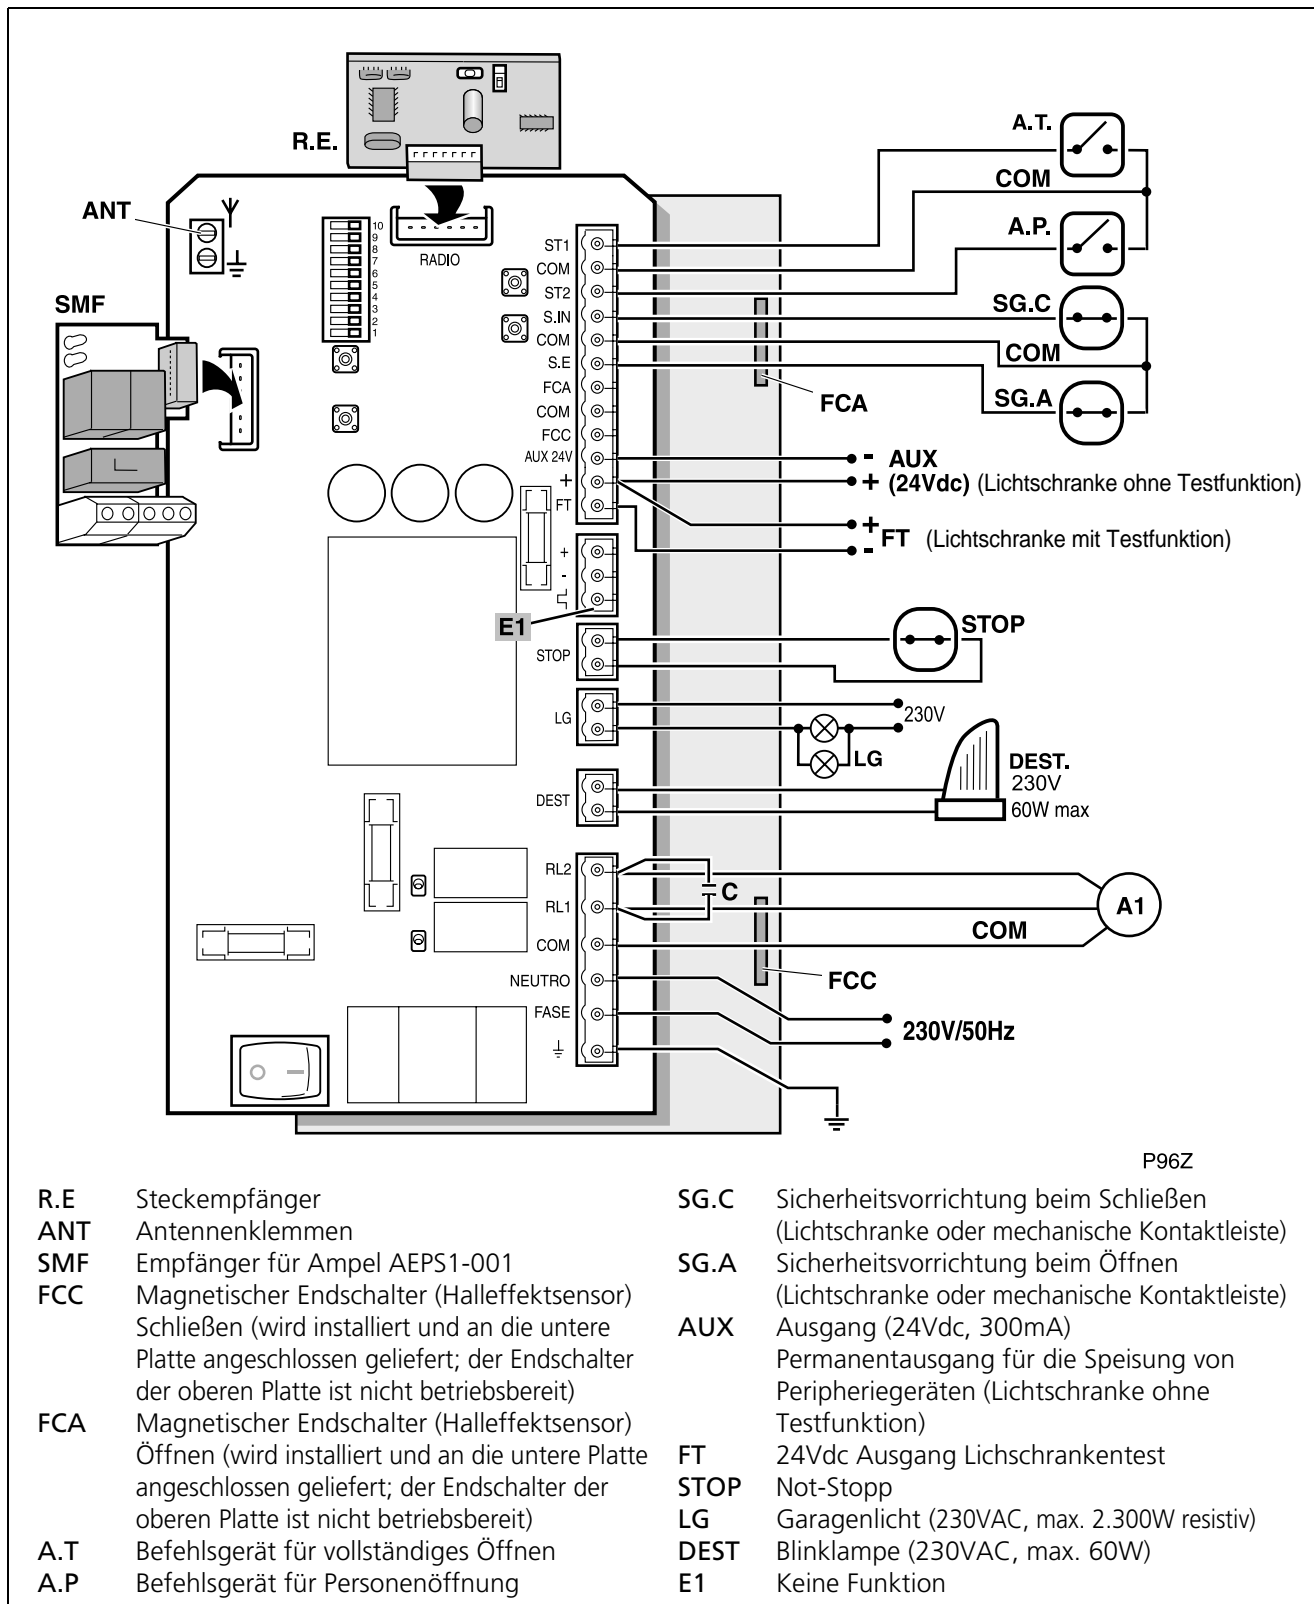 R.E.
A.T.
COM
A.P.
SG.C
COM
SG.A
ANT
SMF
10
9
8
7
6
5
4
3
2
1
RADIO
ST1
COM
ST2
S.IN
COM
S.E
FCA
COM
FCC
AUX 24V
+
FT
FCA
- AUX
+ (24Vdc) (Lichtschranke ohne Testfunktion)
+
FT (Lichtschranke mit Testfunktion)
-
+
-
E1
STOP
STOP
LG
230V
LG
DEST
DEST.
230V
60W max
RL2
RL1
COM
NEUTRO
FASE
C
A1
COM
FCC
230V/50Hz
P96Z
R.E Steckempfänger
ANT Antennenklemmen
SMF Empfänger für Ampel AEPS1-001
FCC Magnetischer Endschalter (Halleffektsensor)
Schließen (wird installiert und an die untere
Platte angeschlossen geliefert; der Endschalter
der oberen Platte ist nicht betriebsbereit)
FCA Magnetischer Endschalter (Halleffektsensor)
Öffnen (wird installiert und an die untere Platte
angeschlossen geliefert; der Endschalter der
oberen Platte ist nicht betriebsbereit)
A.T Befehlsgerät für vollständiges Öffnen
A.P Befehlsgerät für Personenöffnung
SG.C Sicherheitsvorrichtung beim Schließen
(Lichtschranke oder mechanische Kontaktleiste)
SG.A Sicherheitsvorrichtung beim Öffnen
(Lichtschranke oder mechanische Kontaktleiste)
AUX Ausgang (24Vdc, 300mA)
Permanentausgang für die Speisung von
Peripheriegeräten (Lichtschranke ohne
Testfunktion)
FT 24Vdc Ausgang Lichschrankentest
STOP Not-Stopp
LG Garagenlicht (230VAC, max. 2.300W resistiv)
DEST Blinklampe (230VAC, max. 60W)
E1 Keine Funktion